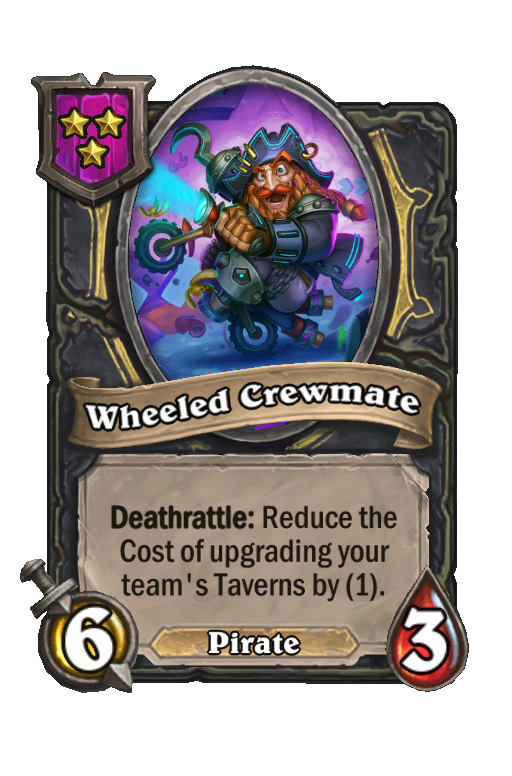 Wheeled Crewmate
Deathrattle: Reduce the
Cost of upgrading your
team's Taverns by (1).
6
Pirate
3